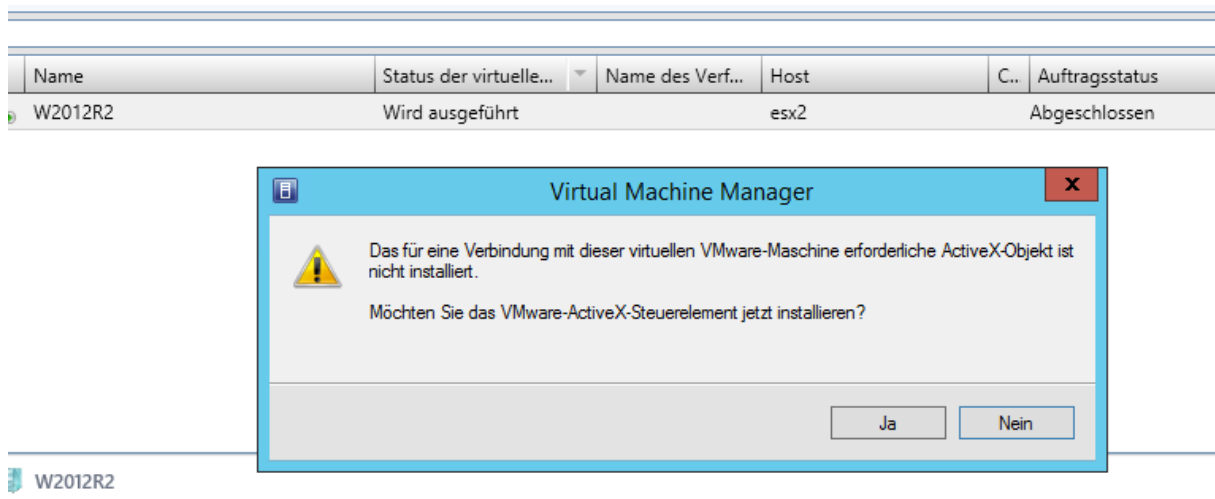 Name Status der virtuelle... Name des Verf... Host C.. Auftragsstatus
W2012R2 Wird ausgeführt esx2 Abgeschlossen
Virtual Machine Manager x
Das für eine Verbindung mit dieser virtuellen VMware-Maschine erforderliche ActiveX-Objekt ist
nicht installiert.
Möchten Sie das VMware-ActiveX-Steuerelement jetzt installieren?
Ja Nein
W2012R2